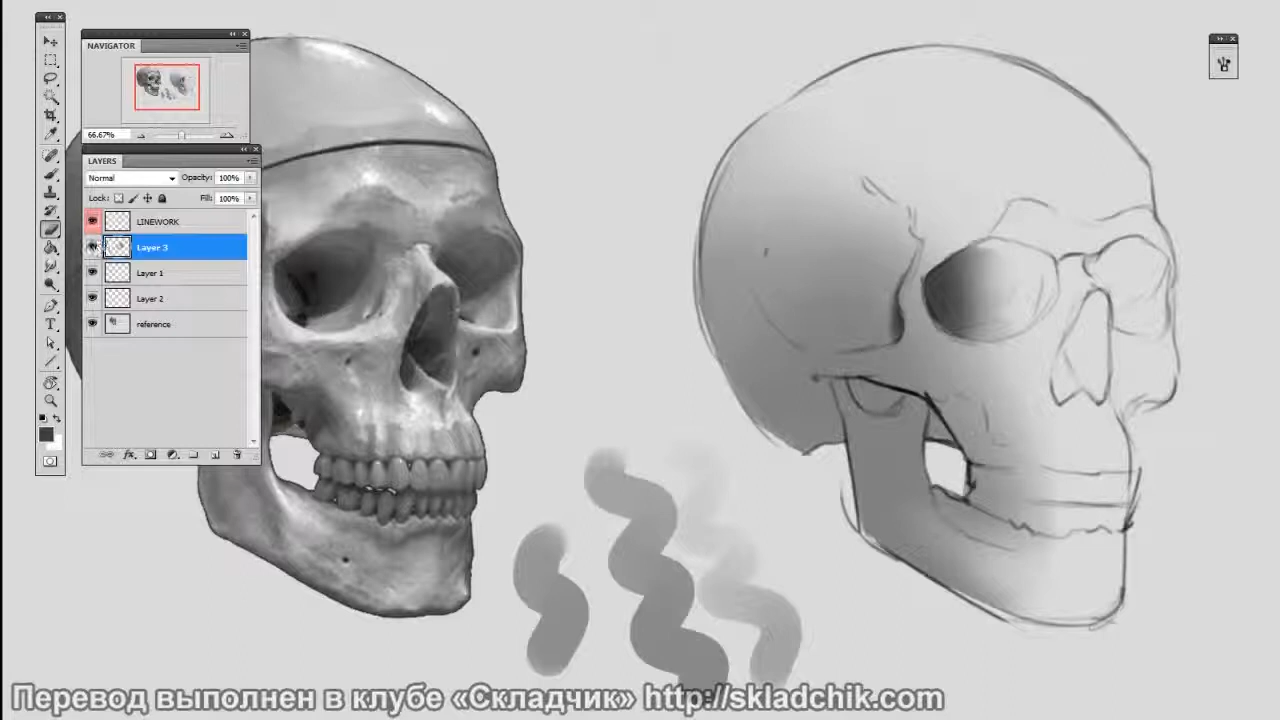 NAVIGATOR
66.67%
LAYERS
Normal
Opacity: 100%
Lock:
Fill: 100%
LINEWORK
Layer 3
Layer 1
Layer 2
reference
Перевод выполнен в клубе «Складчик» http://skladchik.com